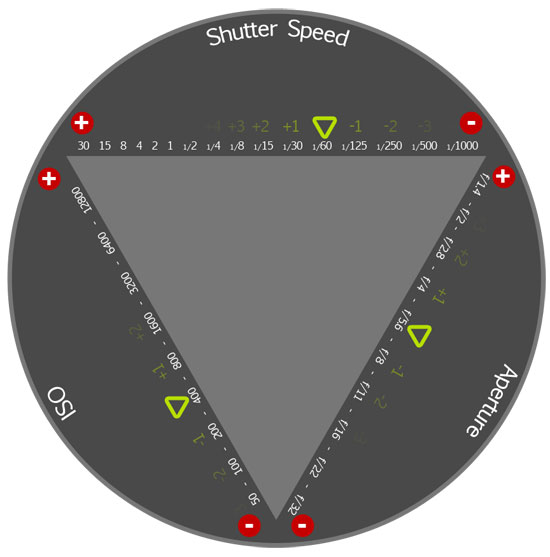 Shutter Speed
+4 +3 +2 +1 -1 -2 -3
30 15 8 4 2 1 1/2 1/4 1/8 1/15 1/30 1/60 1/125 1/250 1/500 1/1000
+ -
Aperture
+3 +2 +1 -1 -2 -3
f/1.4 - f/2 - f/2.8 - f/4 - f/5.6 - f/8 - f/11 - f/16 - f/22 - f/32
+ -
ISO
+2 +1 -1 -2
12800 - 6400 - 3200 - 1600 - 800 - 400 - 200 - 100 - 50
+ -